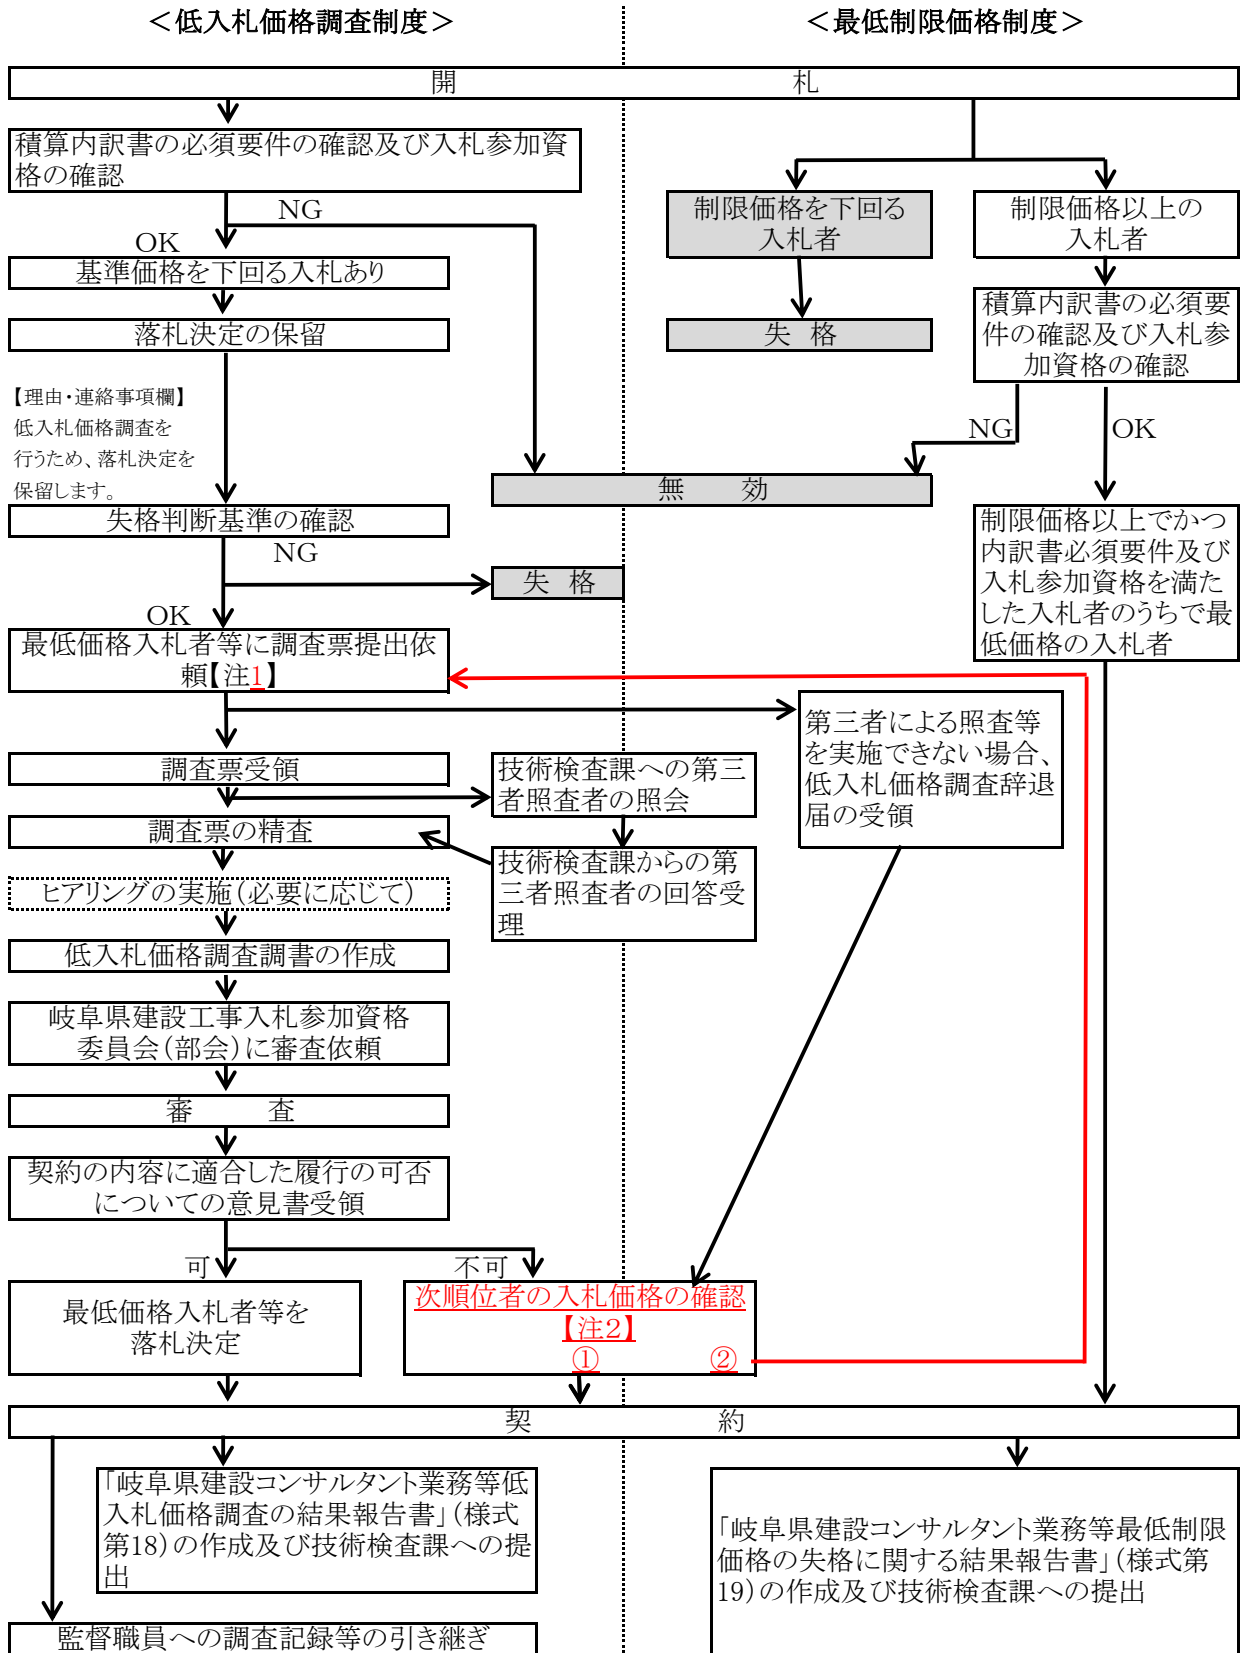 ＜低入札価格調査制度＞
＜最低制限価格制度＞
開　札
積算内訳書の必須要件の確認及び入札参加資
格の確認
NG
OK
基準価格を下回る入札あり
落札決定の保留
【理由・連絡事項欄】
低入札価格調査を
行うため、落札決定を
保留します。
失格判断基準の確認
NG
失 格
OK
最低価格入札者等に調査票提出依
頼【注1】
調査票受領
技術検査課への第三
者照査者の照会
調査票の精査
技術検査課からの第
三者照査者の回答受
理
ヒアリングの実施（必要に応じて）
低入札価格調査調書の作成
岐阜県建設工事入札参加資格
委員会（部会）に審査依頼
審　査
契約の内容に適合した履行の可否
についての意見書受領
可
不可
最低価格入札者等を
落札決定
次順位者の入札価格の確認
【注2】
① ②
第三者による照査等
を実施できない場合、
低入札価格調査辞退
届の受領
制限価格を下回る
入札者
失 格
制限価格以上の
入札者
積算内訳書の必須要
件の確認及び入札参
加資格の確認
NG
OK
無　効
制限価格以上でかつ
内訳書必須要件及び
入札参加資格を満た
した入札者のうちで最
低価格の入札者
契　約
「岐阜県建設コンサルタント業務等低
入札価格調査の結果報告書」（様式
第18）の作成及び技術検査課への提
出
監督職員への調査記録等の引き継ぎ
「岐阜県建設コンサルタント業務等最低制限
価格の失格に関する結果報告書」（様式第
19）の作成及び技術検査課への提出